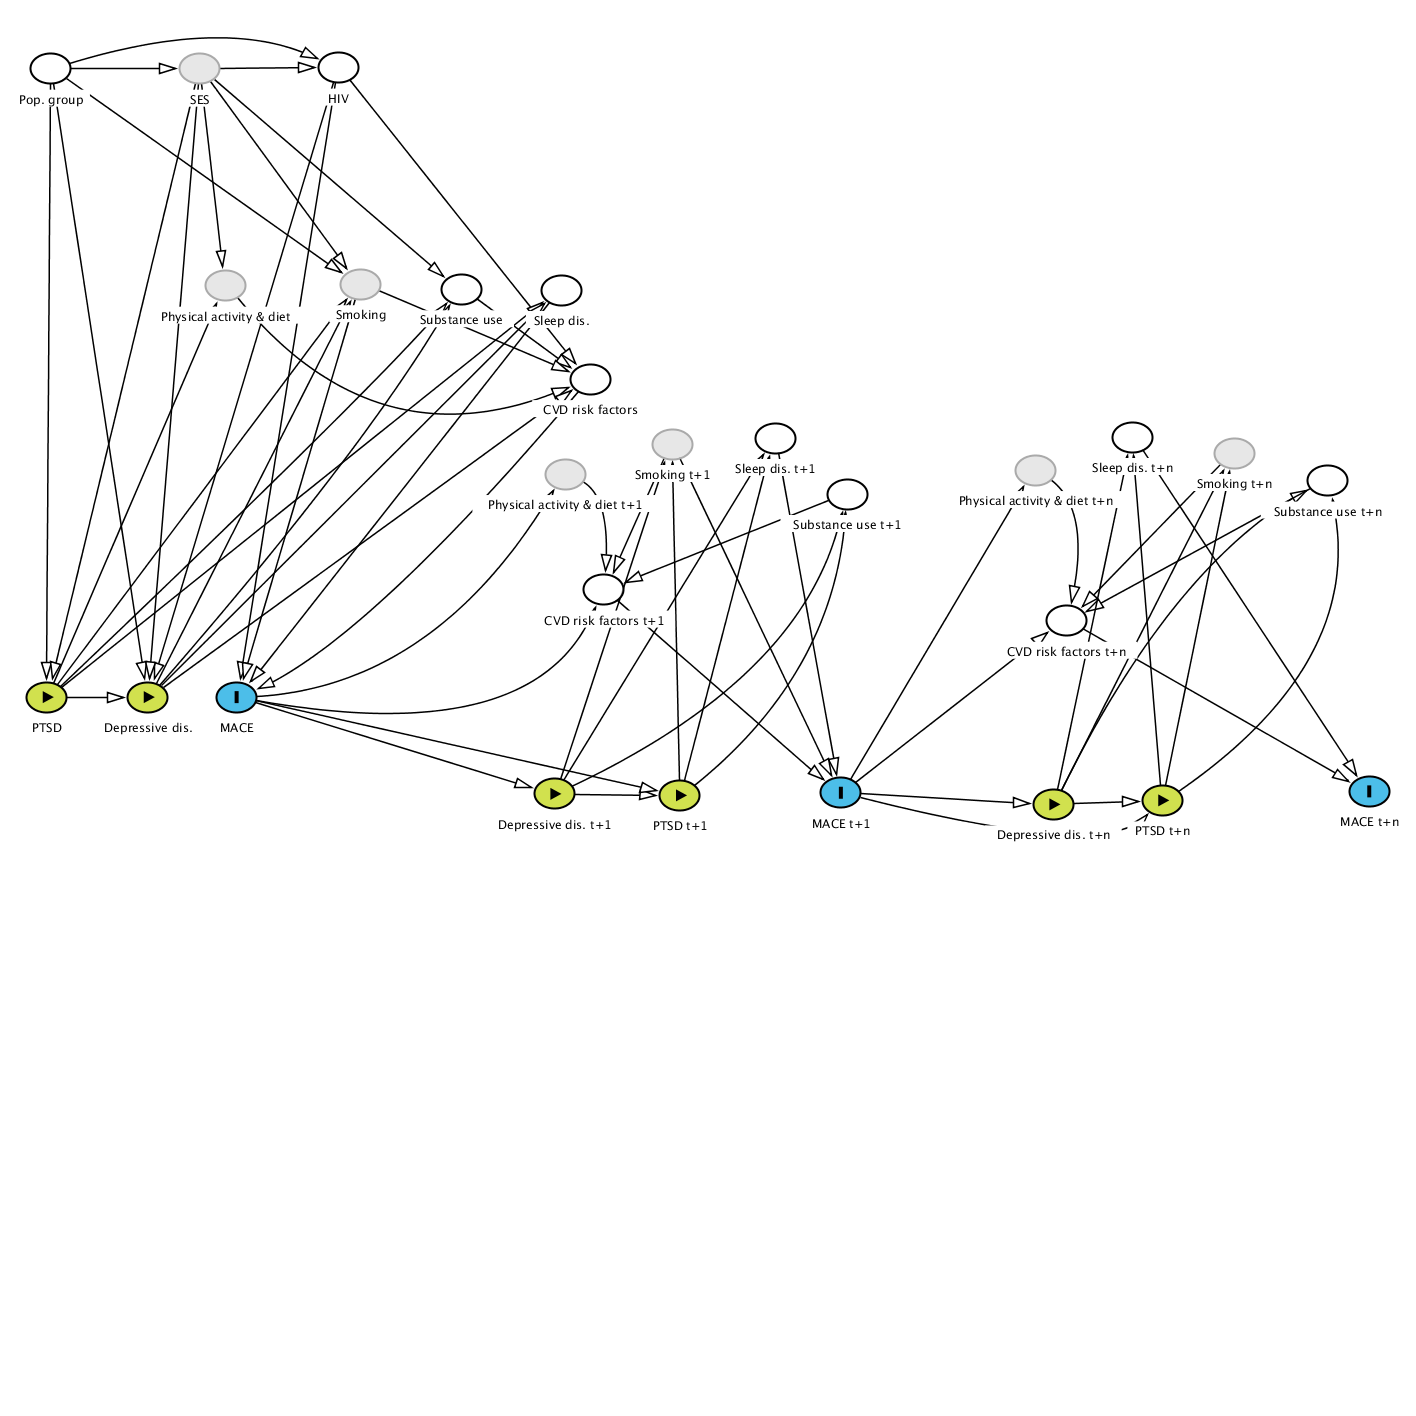 Pop. group
SES
HIV
Physical activity & diet
Smoking
Substance use
Sleep dis.
CVD risk factors
Smoking t+1
Sleep dis. t+1
Physical activity & diet t+1
Substance use t+1
CVD risk factors t+1
Sleep dis. t+n
Smoking t+n
Physical activity & diet t+n
Substance use t+n
CVD risk factors t+n
PTSD
Depressive dis.
MACE
Depressive dis. t+1
PTSD t+1
MACE t+1
Depressive dis. t+n
PTSD t+n
MACE t+n